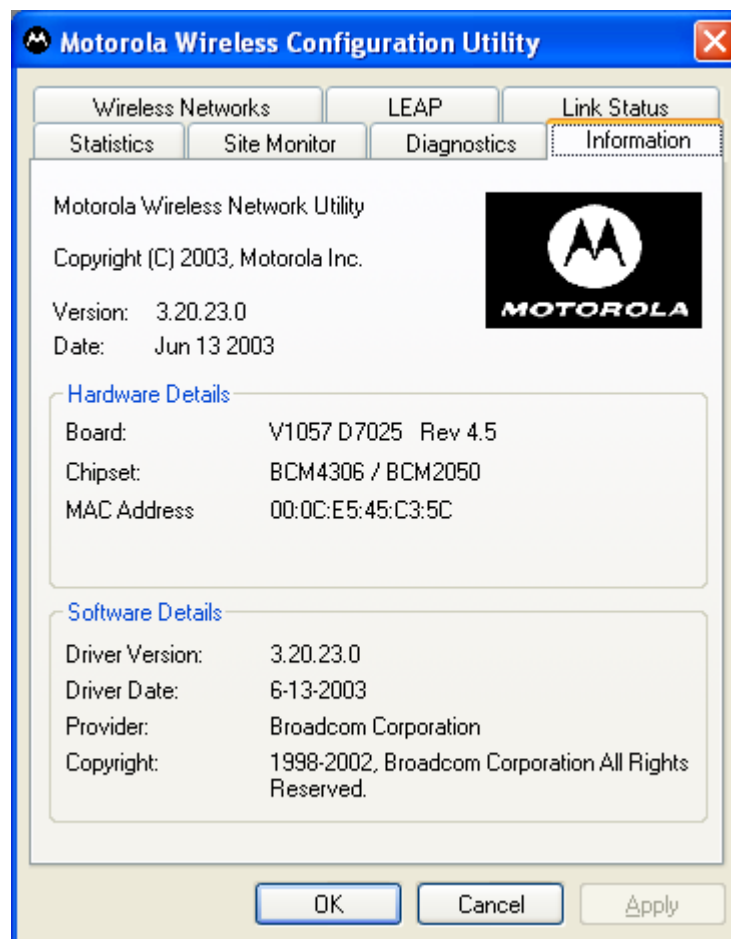 Motorola Wireless Configuration Utility
Wireless Networks LEAP Link Status
Statistics Site Monitor Diagnostics Information
Motorola Wireless Network Utility
Copyright (C) 2003, Motorola Inc.
MOTOROLA
Version: 3.20.23.0
Date: Jun 13 2003
Hardware Details
Board: V1057 D7025 Rev 4.5
Chipset: BCM4306 / BCM2050
MAC Address 00:0C:E5:45:C3:5C
Software Details
Driver Version: 3.20.23.0
Driver Date: 6-13-2003
Provider: Broadcom Corporation
Copyright: 1998-2002, Broadcom Corporation All Rights
Reserved.
OK Cancel Apply